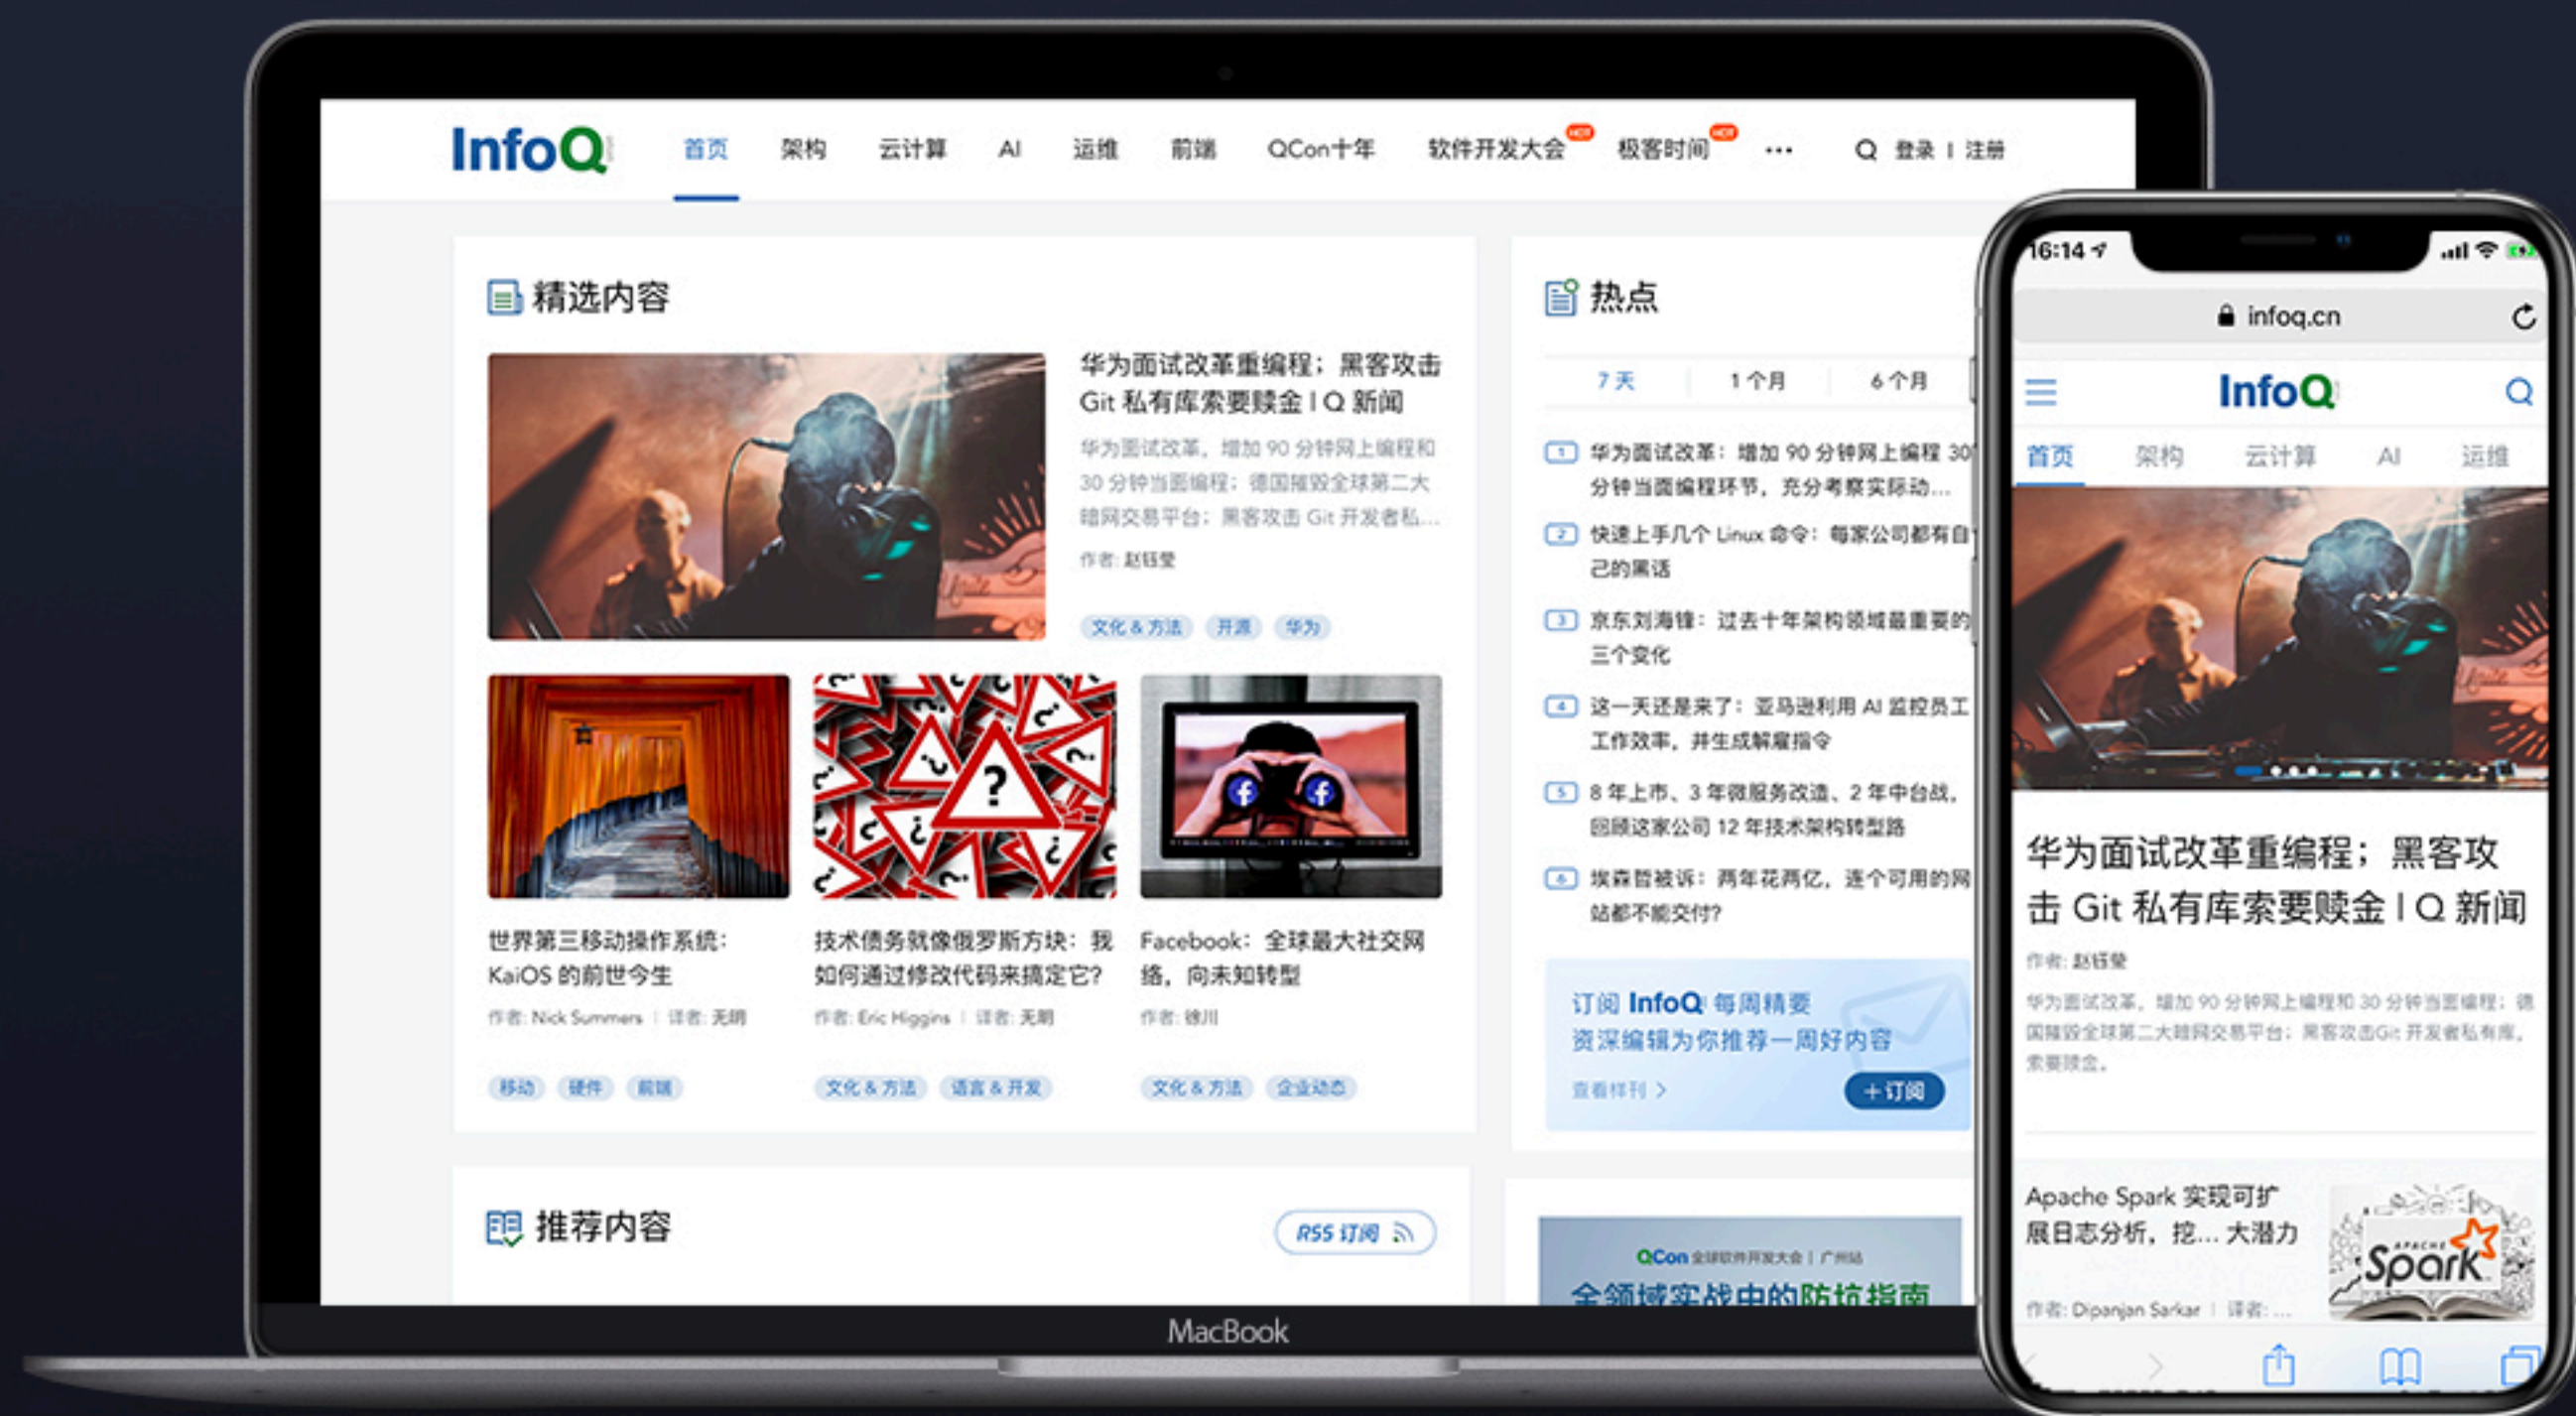 InfoQ 首页 架构 云计算 AI 运维 前端 QCon十年 软件开发大会 HOT 极客时间 HOT ··· 登录 | 注册
精选内容
华为面试改革重编程；黑客攻击
Git 私有库索要赎金 | Q 新闻
华为面试改革，增加 90 分钟网上编程和
30 分钟当面编程；德国摧毁全球第二大
暗网交易平台；黑客攻击 Git 开发者私...
作者: 赵钰莹
文化 & 方法 开源 华为
世界第三移动操作系统：
KaiOS 的前世今生
作者: Nick Summers | 译者: 无明
移动 硬件 前端
技术债务就像俄罗斯方块：我
如何通过修改代码来搞定它?
作者: Eric Higgins | 译者: 无明
文化 & 方法 语言 & 开发
Facebook：全球最大社交网
络，向未知转型
作者: 徐川
文化 & 方法 企业动态
推荐内容
RSS 订阅
热点
7 天 1 个月 6 个月
1 华为面试改革：增加 90 分钟网上编程 30
分钟当面编程环节，充分考察实际动...
2 快速上手几个 Linux 命令：每家公司都有自
己的黑话
3 京东刘海锋：过去十年架构领域最重要的
三个变化
4 这一天还是来了：亚马逊利用 AI 监控员工
工作效率，并生成解雇指令
5 8 年上市、3 年微服务改造、2 年中台战，
回顾这家公司 12 年技术架构转型路
6 埃森哲被诉：两年花两亿，连个可用的网
站都不能交付?
订阅 InfoQ 每周精要
资深编辑为你推荐一周好内容
查看样刊 >
+订阅
QCon 全球软件开发大会 | 广州站
全领域实战中的防坑指南
MacBook
16:14
infoq.cn
InfoQ
首页 架构 云计算 AI 运维
华为面试改革重编程；黑客攻
击 Git 私有库索要赎金 | Q 新闻
作者: 赵钰莹
华为面试改革，增加 90 分钟网上编程和 30 分钟当面编程；德
国摧毁全球第二大暗网交易平台；黑客攻击Git 开发者私有库，
索要赎金。
Apache Spark 实现可扩
展日志分析，挖... 大潜力
作者: Dipanjan Sarkar | 译者: ...
APACHE
Spark